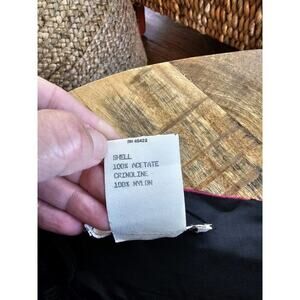 RN 45422
SHELL
100% ACETATE
CRINOLINE
100% NYLON